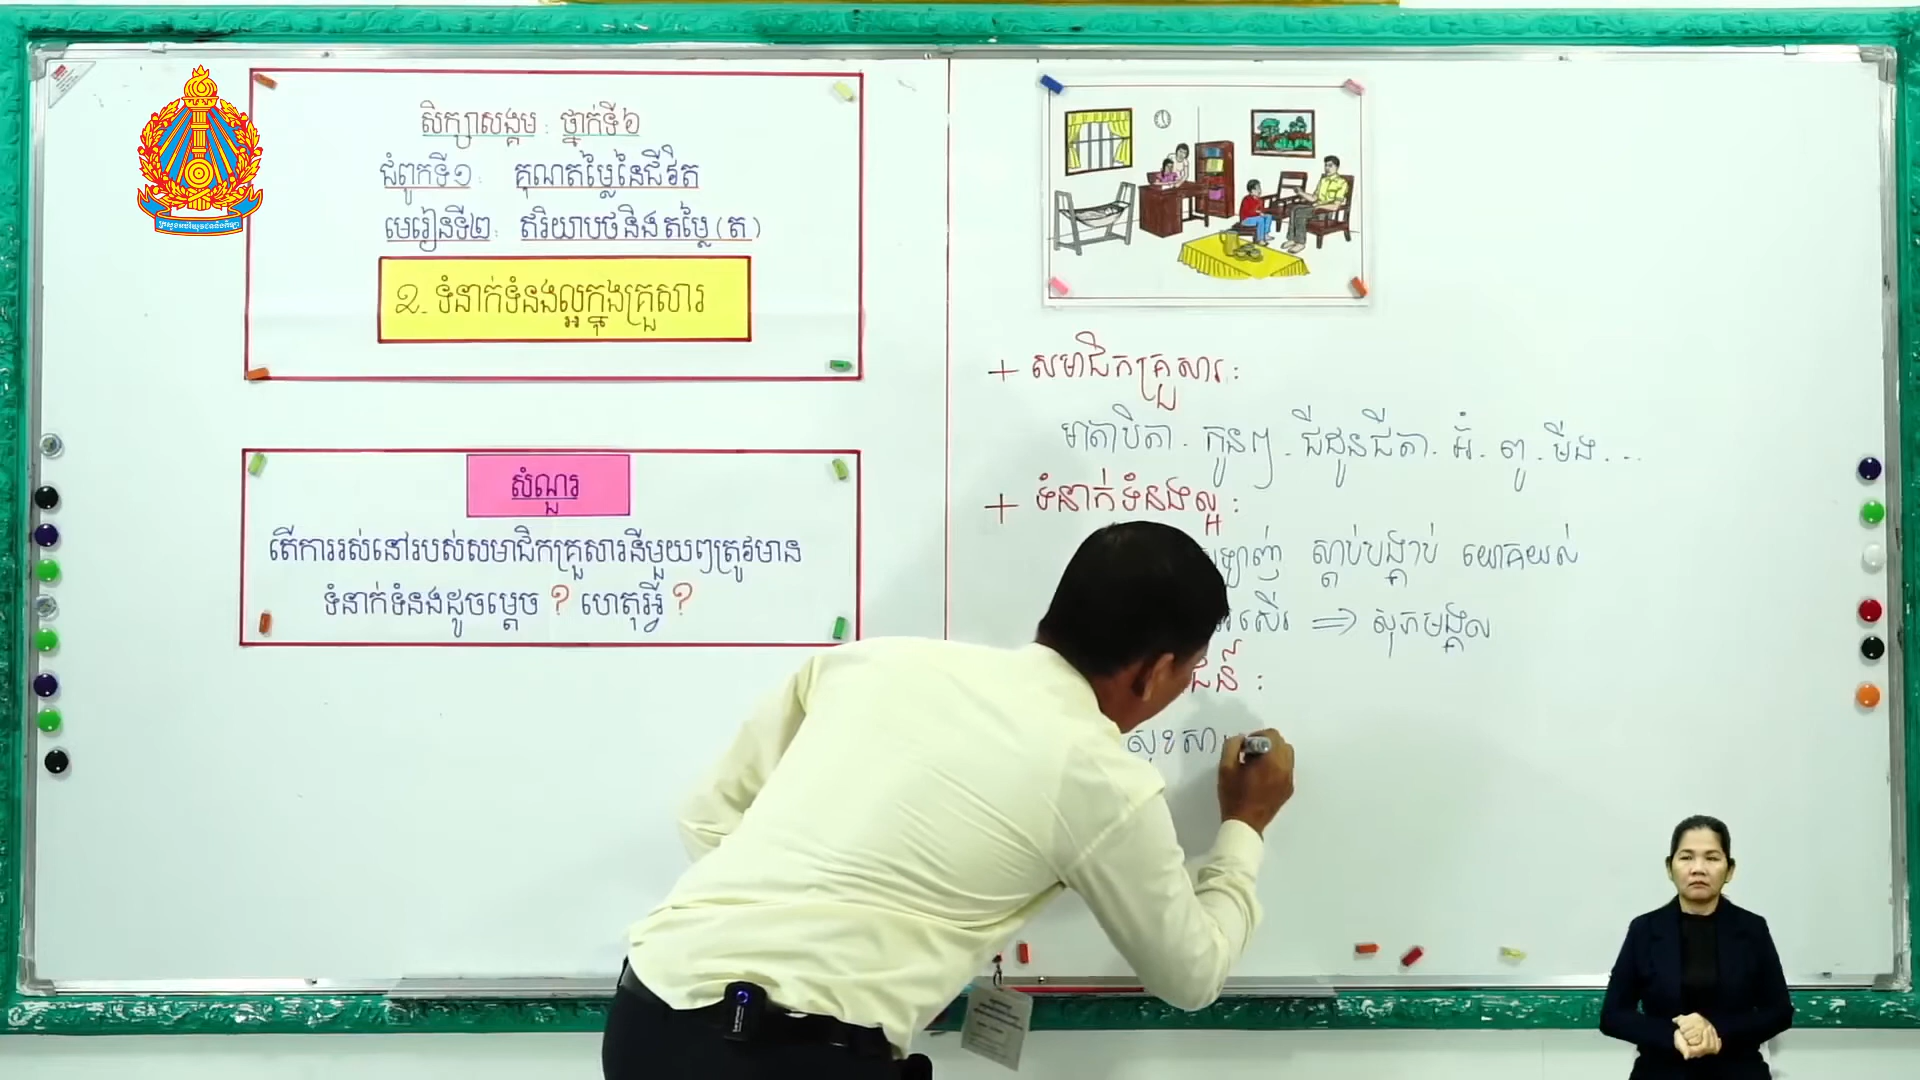 សិក្សាសង្គម : ថ្នាក់ទី៦
ជំពូកទី១ : គុណតម្លៃនៃជីវិត
មេរៀនទី២ : ឥរិយាបថនិងតម្លៃ (ត)
២. ទំនាក់ទំនងល្អក្នុងគ្រួសារ
សំណួរ
តើការរស់នៅរបស់សមាជិកគ្រួសារនីមួយៗត្រូវមាន
ទំនាក់ទំនងដូចម្តេច ? ហេតុអ្វី ?
+ សមាជិកគ្រួសារ :
មាតាបិតា . កូនៗ . ជីដូនជីតា . អ៊ំ . ពូ . មីង . . .
+ ទំនាក់ទំនងល្អ :
ស្តាប់បង្គាប់ យោគយល់
⇒ សុភមង្គល